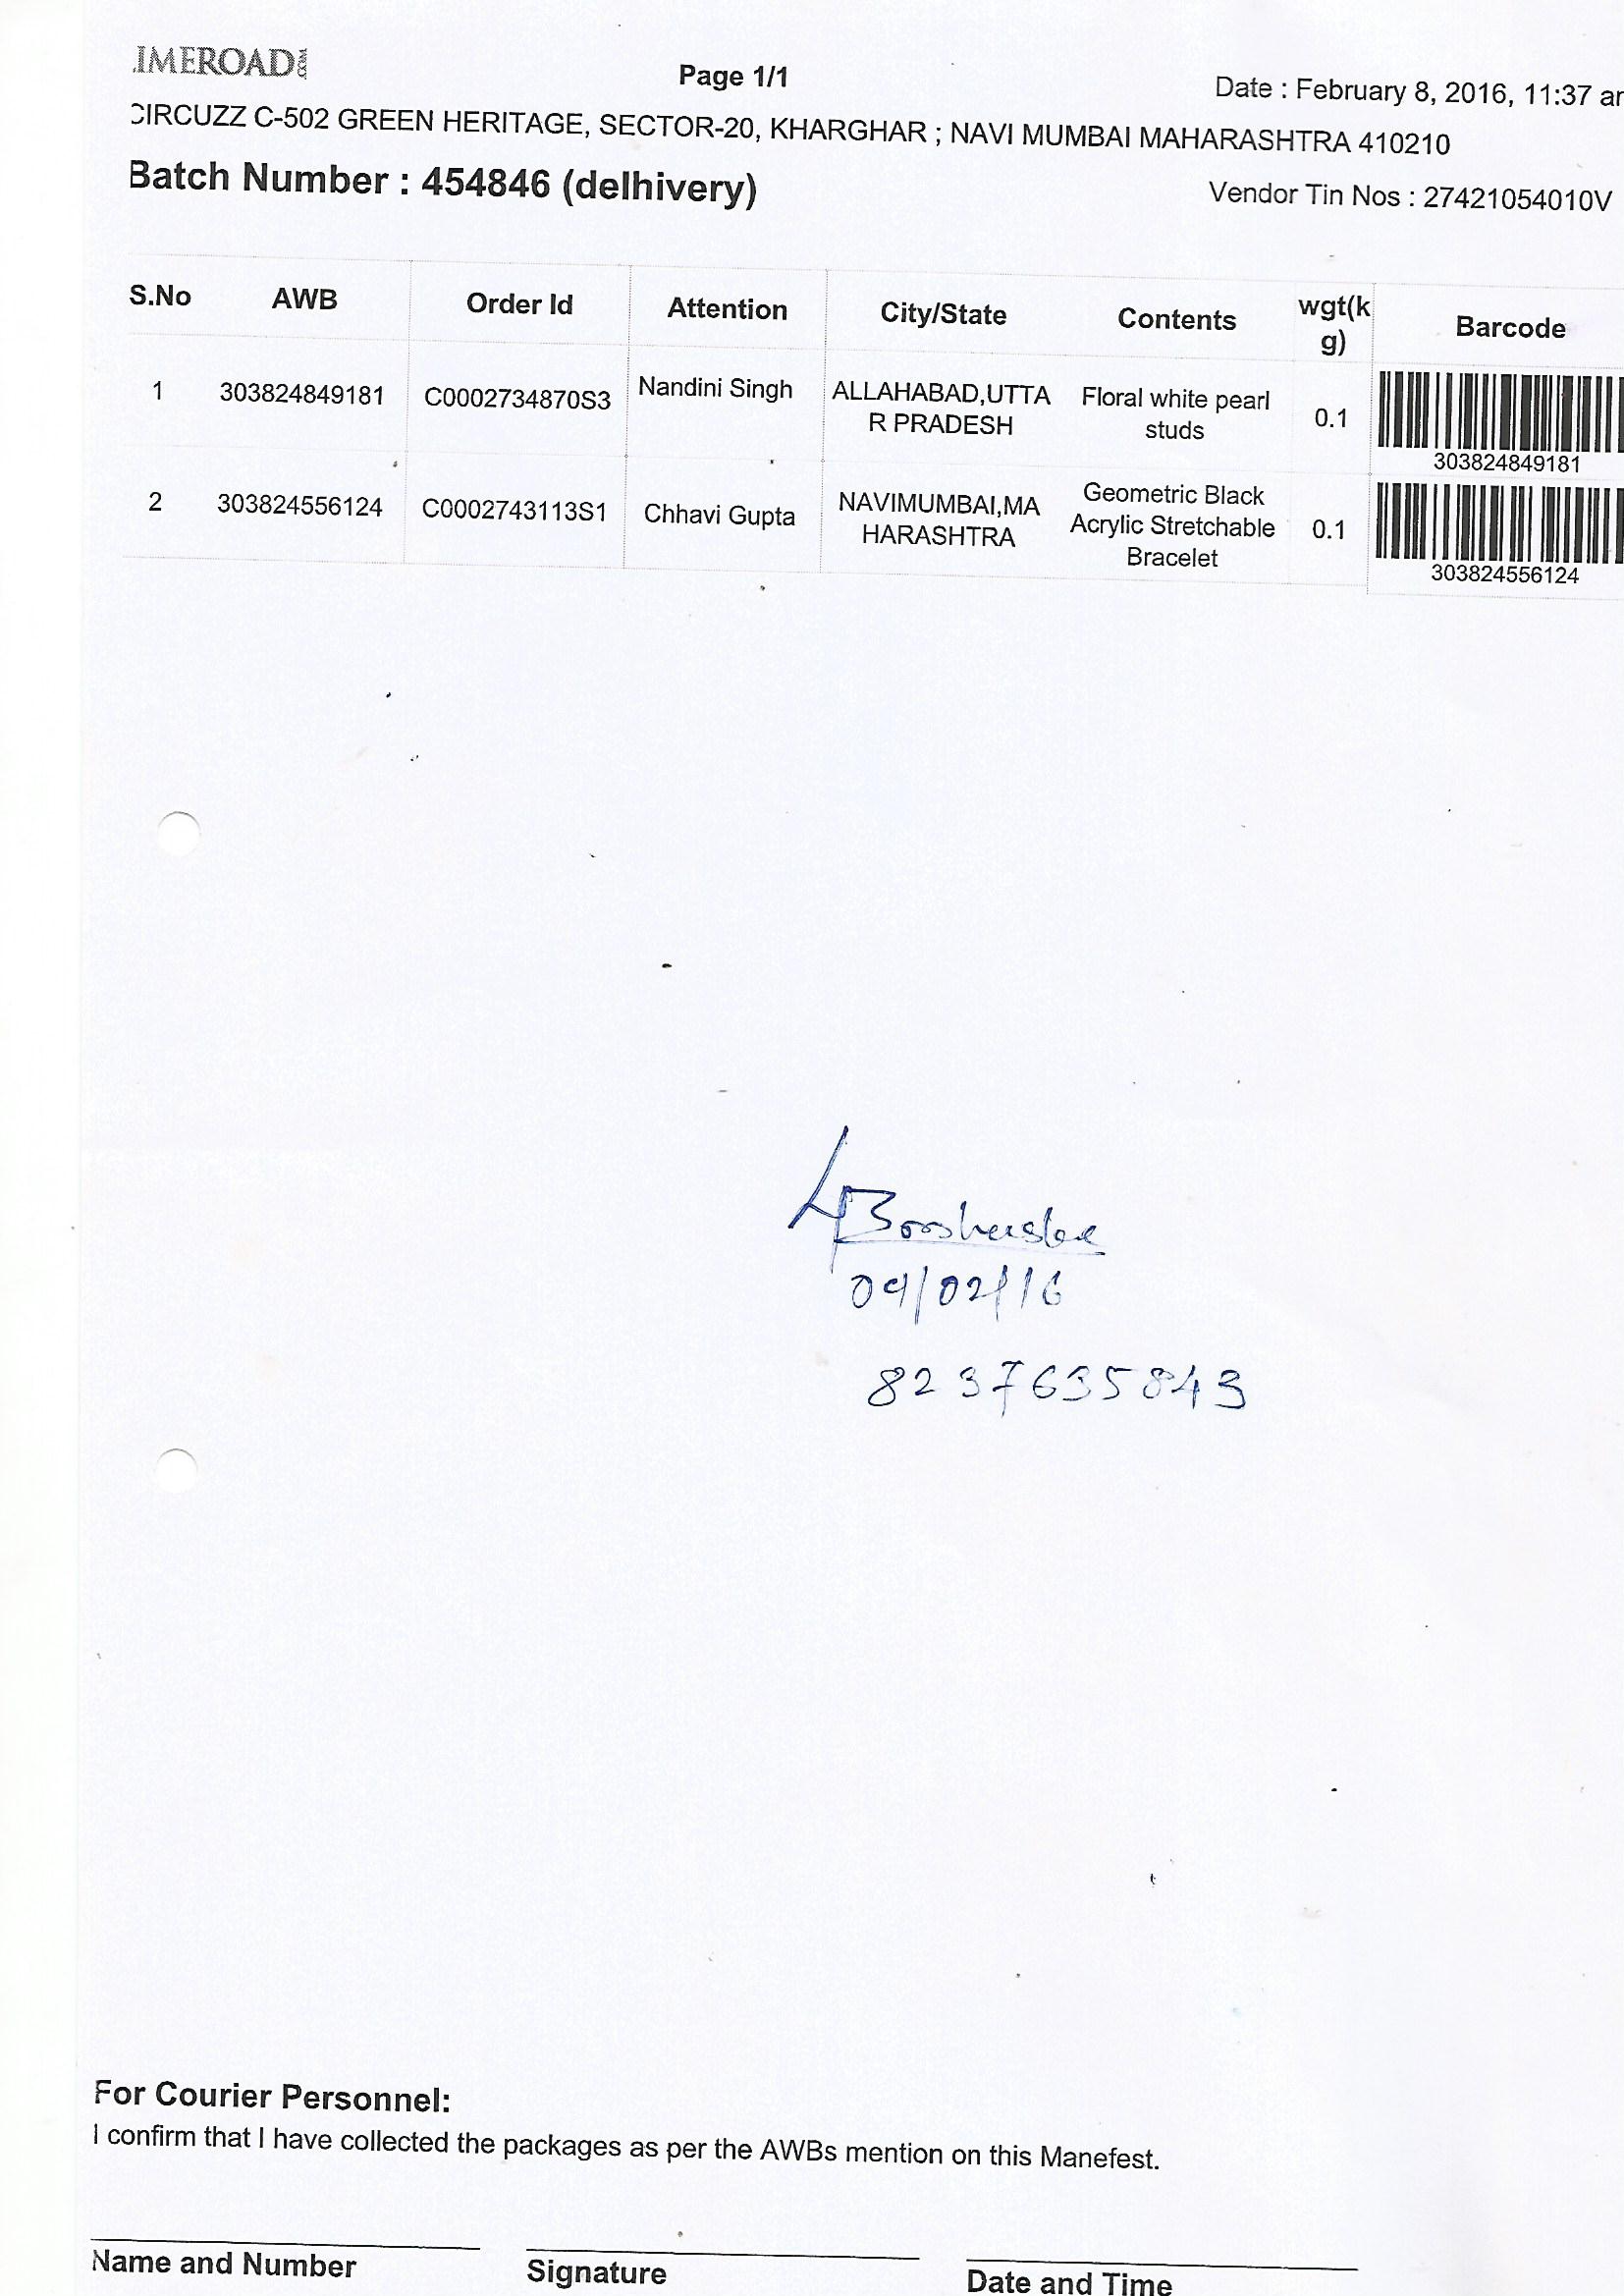 IMEROAD
Page 1/1
Date : February 8, 2016, 11:37 a
CIRCUZZ C-502 GREEN HERITAGE, SECTOR-20, KHARGHAR ; NAVI MUMBAI MAHARASHTRA 410210
Batch Number : 454846 (delhivery)
Vendor Tin Nos : 27421054010V
S.No AWB Order Id Attention City/State Contents wgt(k
g) Barcode
1 303824849181 C0002734870S3 Nandini Singh ALLAHABAD,UTTA
R PRADESH Floral white pearl
studs 0.1
303824849181
2 303824556124 C0002743113S1 Chhavi Gupta NAVIMUMBAI,MA
HARASHTRA Geometric Black
Acrylic Stretchable
Bracelet 0.1
303824556124
09/02/16
8237635843
For Courier Personnel:
I confirm that I have collected the packages as per the AWBs mention on this Manefest.
Name and Number
Signature
Date and Time